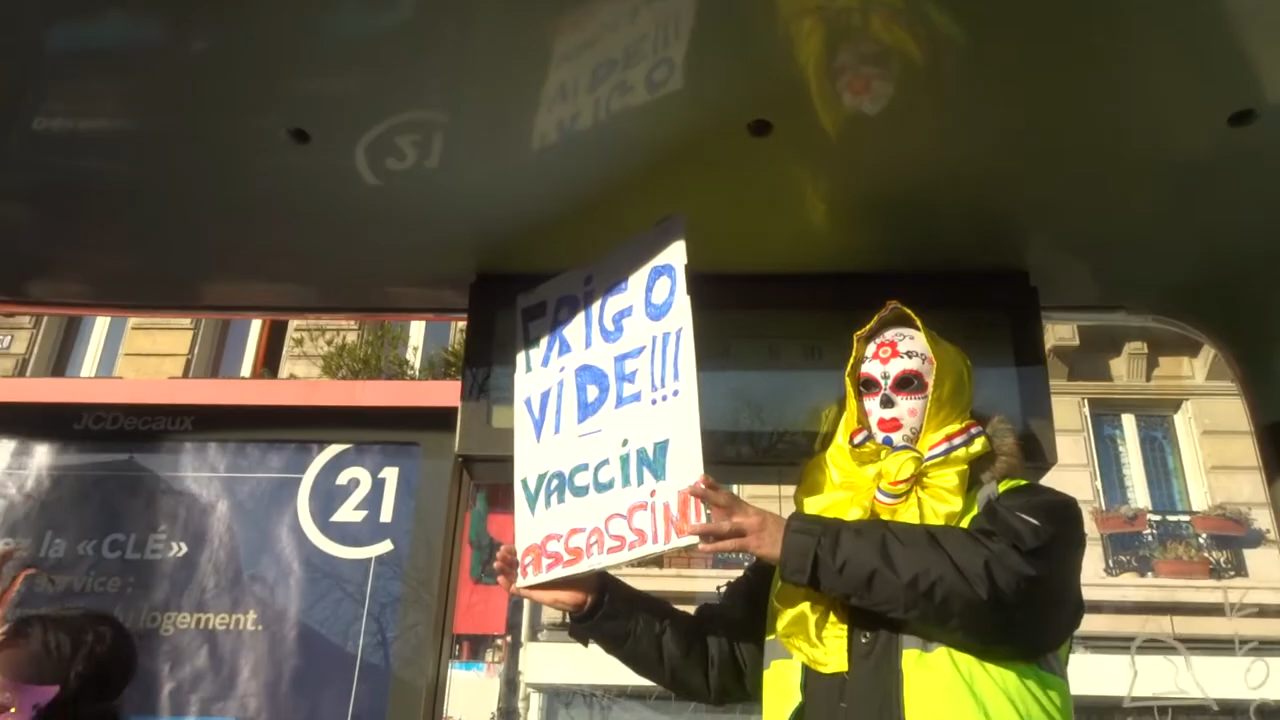 FRIGO
VIDE!!!
VACCIN
ASSASSIN!
JCDecaux
21
la «CLÉ»
service :
logement.